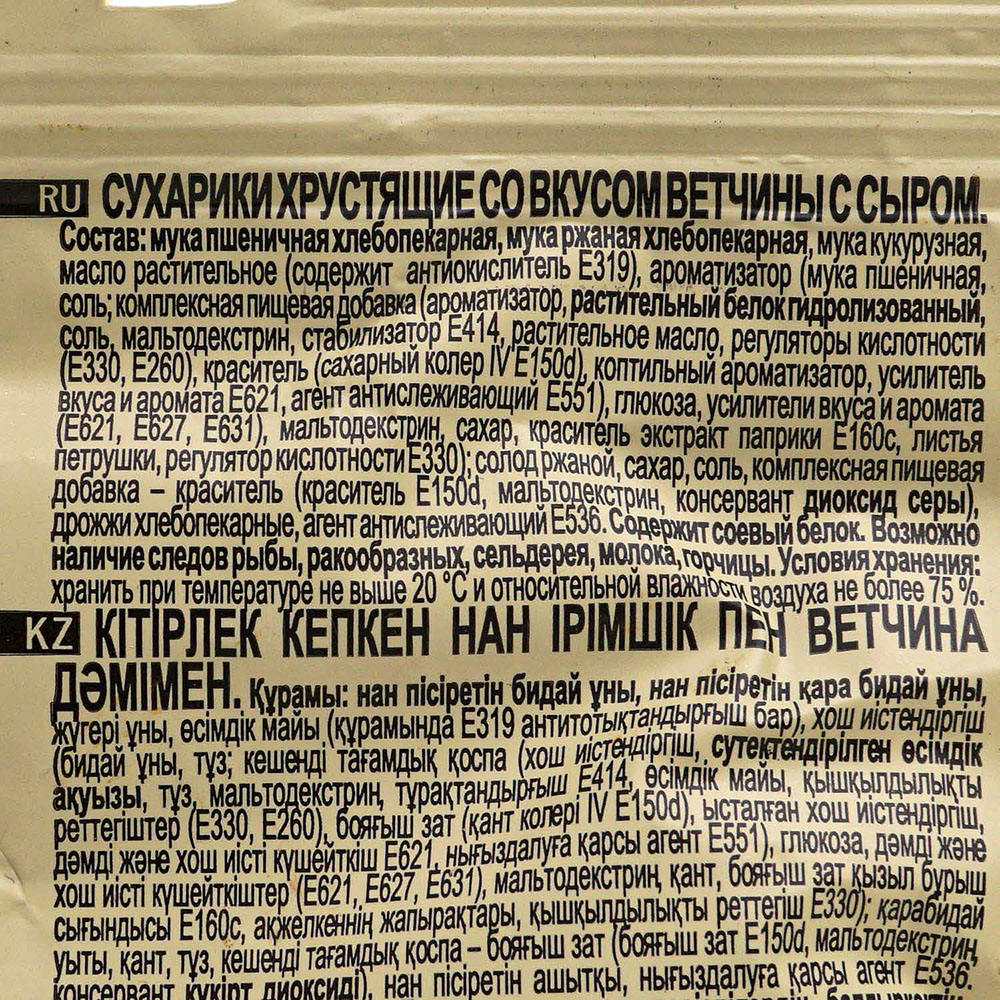 RU СУХАРИКИ ХРУСТЯЩИЕ СО ВКУСОМ ВЕТЧИНЫ С СЫРОМ.
Состав: мука пшеничная хлебопекарная, мука ржаная хлебопекарная, мука кукурузная,
масло растительное (содержит антиокислитель Е319), ароматизатор (мука пшеничная,
соль; комплексная пищевая добавка (ароматизатор, растительный белок гидролизованный,
соль, мальтодекстрин, стабилизатор Е414, растительное масло, регуляторы кислотности
(Е330, Е260), краситель (сахарный колер IV Е150d), коптильный ароматизатор, усилитель
вкуса и аромата Е621, агент антислеживающий Е551), глюкоза, усилители вкуса и аромата
(Е621, Е627, Е631), мальтодекстрин, сахар, краситель экстракт паприки Е160с, листья
петрушки, регулятор кислотности Е330); солод ржаной, сахар, соль, комплексная пищевая
добавка – краситель (краситель Е150d, мальтодекстрин, консервант диоксид серы),
дрожжи хлебопекарные, агент антислеживающий Е536. Содержит соевый белок. Возможно
наличие следов рыбы, ракообразных, сельдерея, молока, горчицы. Условия хранения:
хранить при температуре не выше 20 °С и относительной влажности воздуха не более 75 %.
KZ КІТІРЛЕК КЕПКЕН НАН ІРІМШІК ПЕН ВЕТЧИНА
ДӘМІМЕН. Құрамы: нан пісіретін бидай ұны, нан пісіретін қара бидай ұны,
жүгері ұны, өсімдік майы (құрамында Е319 антитотықтандырғыш бар), хош иістендіргіш
(бидай ұны, тұз; кешенді тағамдық қоспа (хош иістендіргіш, сутектендірілген өсімдік
ақуызы, тұз, мальтодекстрин, тұрақтандырғыш Е414, өсімдік майы, қышқылдылықты
реттегіштер (Е330, Е260), бояғыш зат (қант колері IV Е150d), ысталған хош иістендіргіш,
дәмді және хош иісті күшейткіш Е621, нығыздалуға қарсы агент Е551), глюкоза, дәмді және
хош иісті күшейткіштер (Е621, Е627, Е631), мальтодекстрин, қант, бояғыш зат қызыл бұрыш
сығындысы Е160с, ақжелкеннің жапырақтары, қышқылдылықты реттегіш Е330); қарабидай
уыты, қант, тұз, кешенді тағамдық қоспа – бояғыш зат (бояғыш зат Е150d, мальтодекстрин,
консервант күкірт диоксиді), нан пісіретін ашытқы, нығыздалуға қарсы агент Е536.